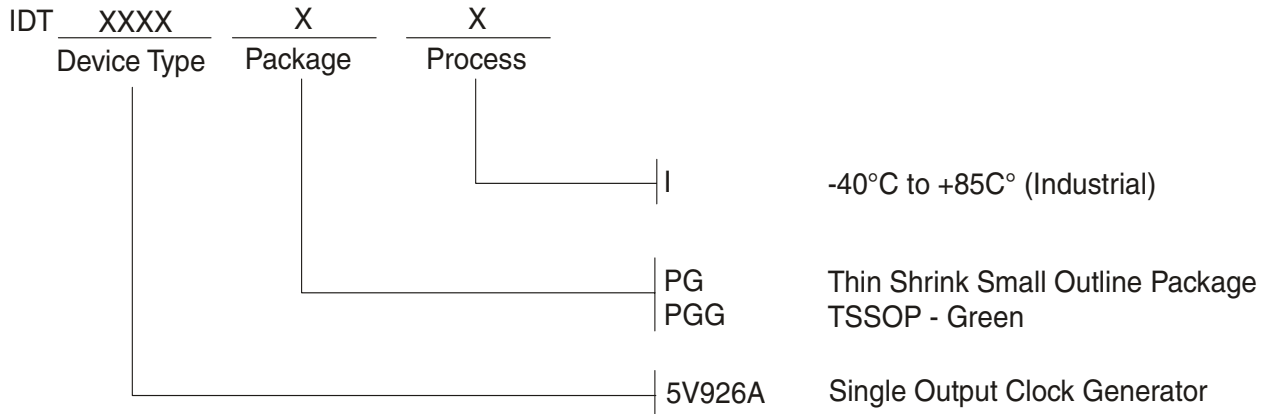 IDT XXXX X X
Device Type Package Process
I -40°C to +85C° (Industrial)
PG Thin Shrink Small Outline Package
PGG TSSOP - Green
5V926A Single Output Clock Generator